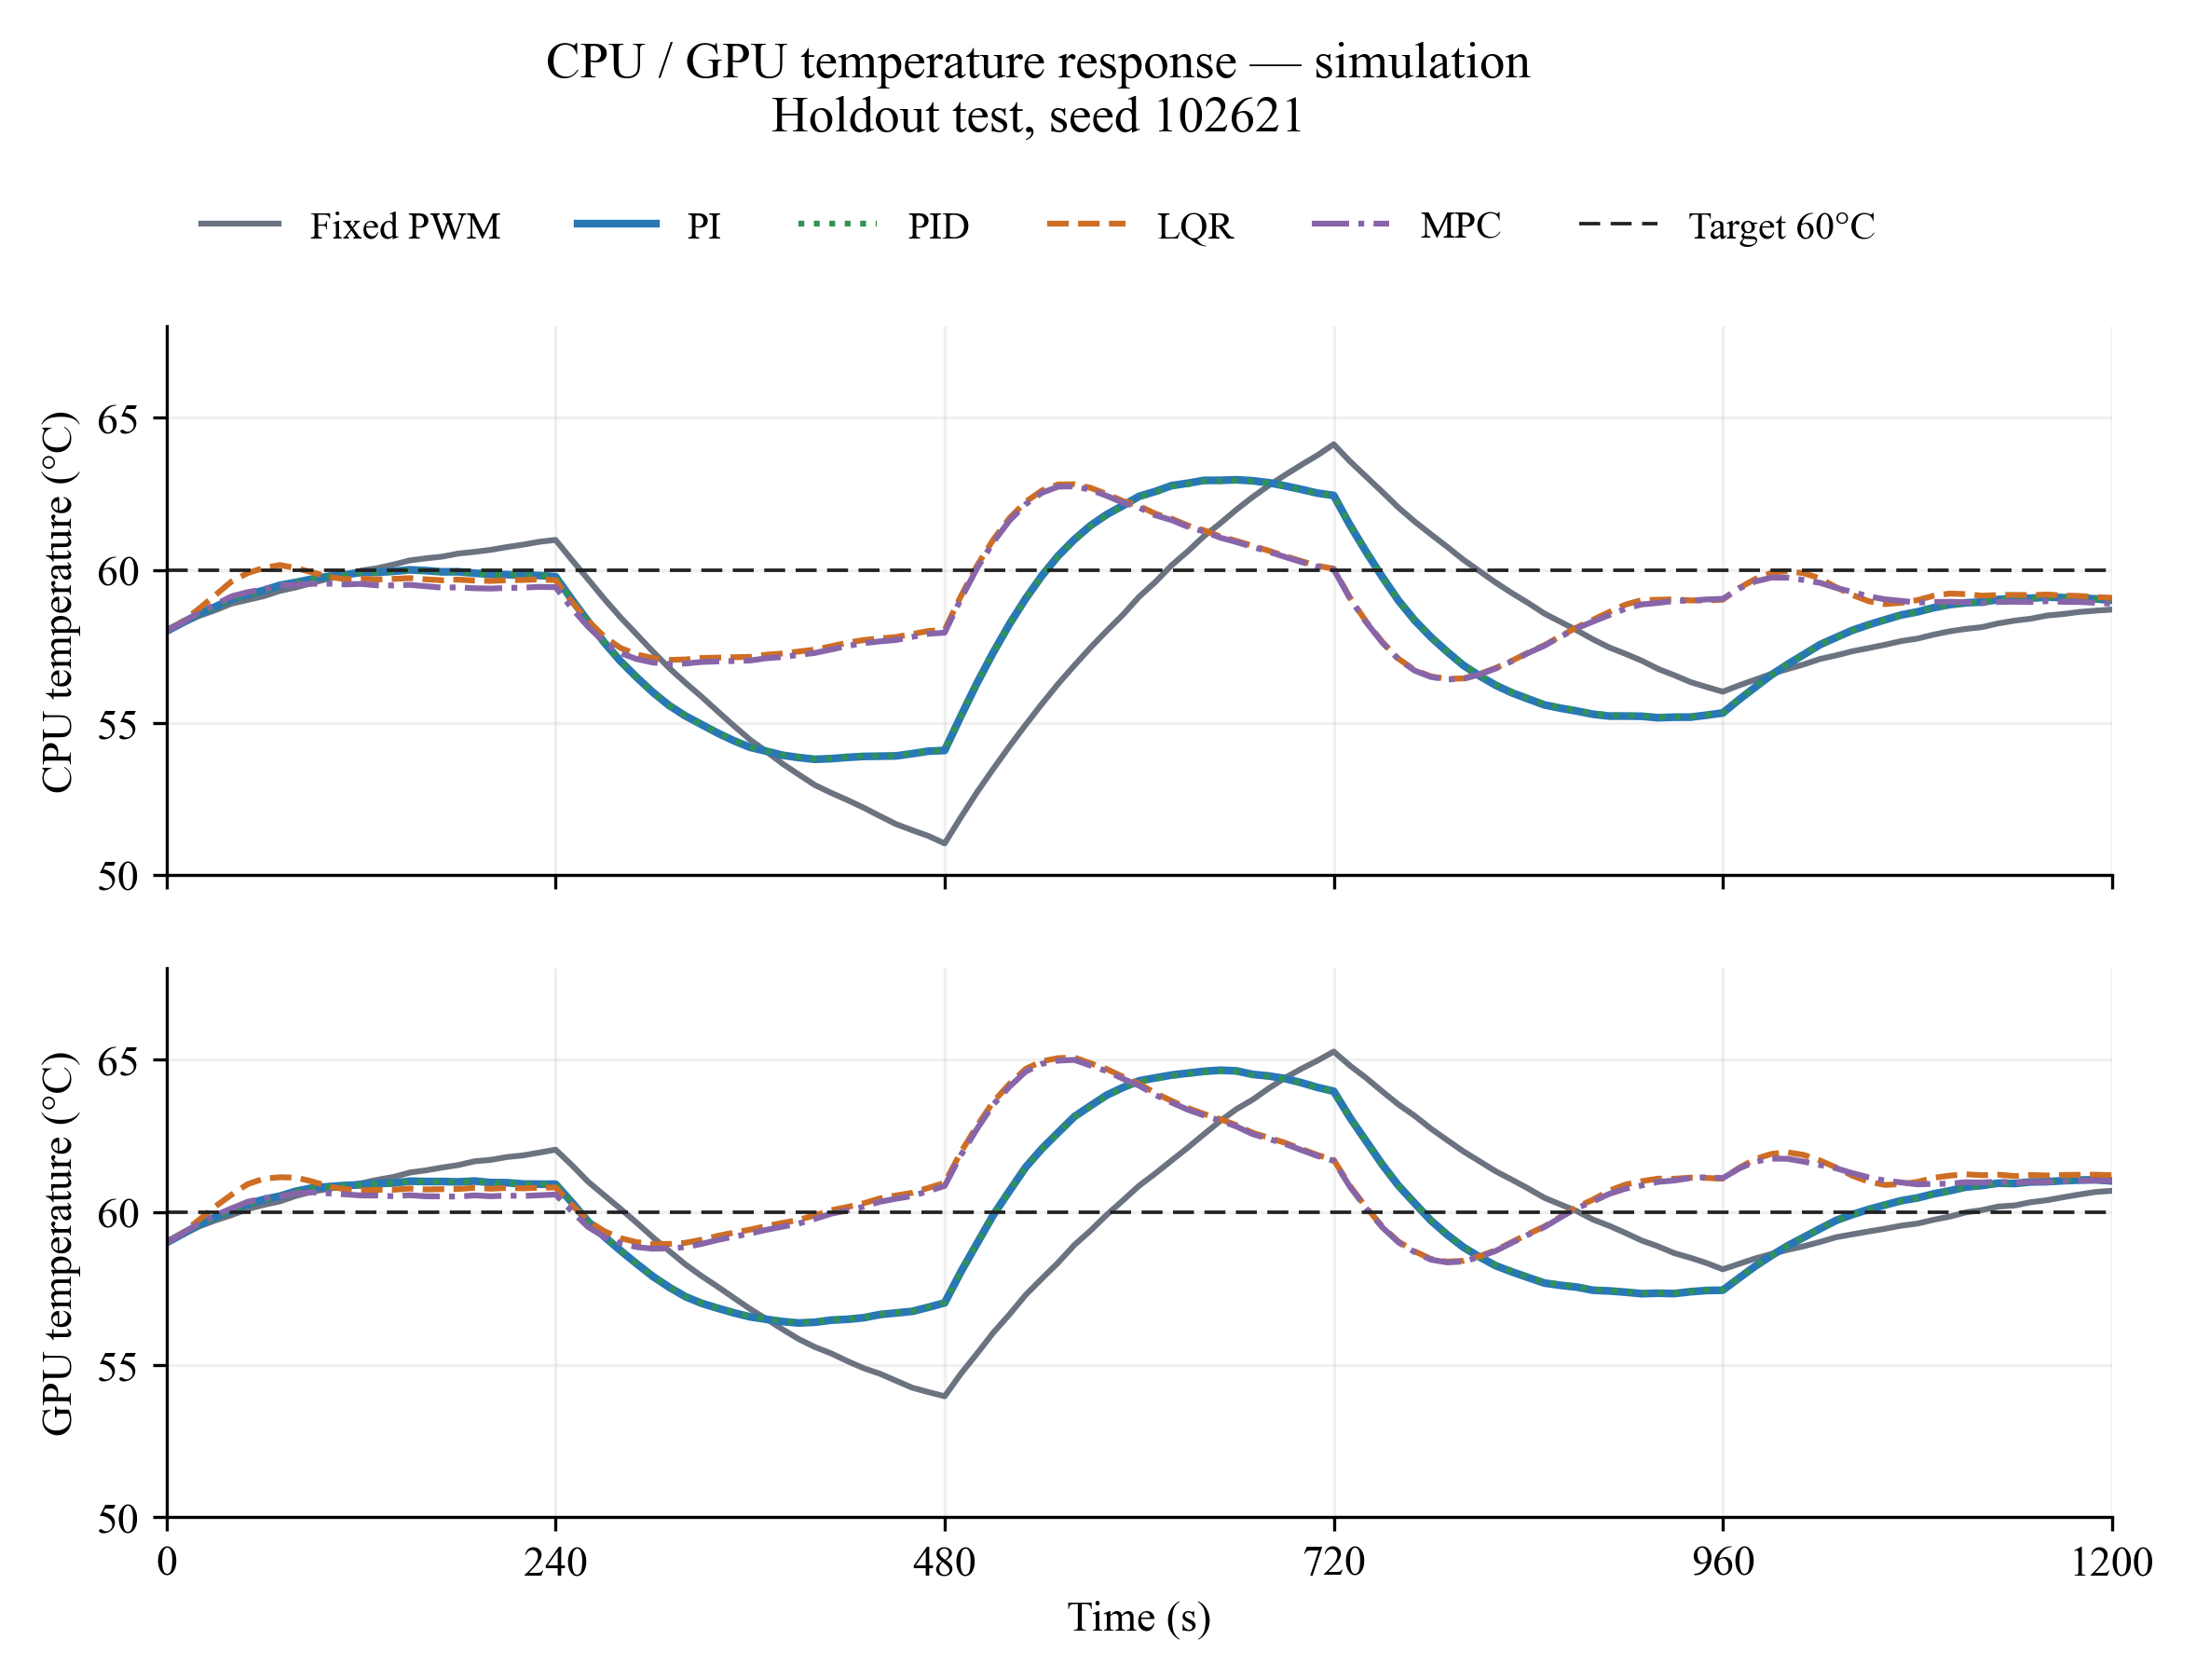 CPU / GPU temperature response — simulation
Holdout test, seed 102621
Fixed PWM PI PID LQR MPC Target 60°C
CPU temperature (°C)
65
60
55
50
GPU temperature (°C)
65
60
55
50
0 240 480 720 960 1200
Time (s)